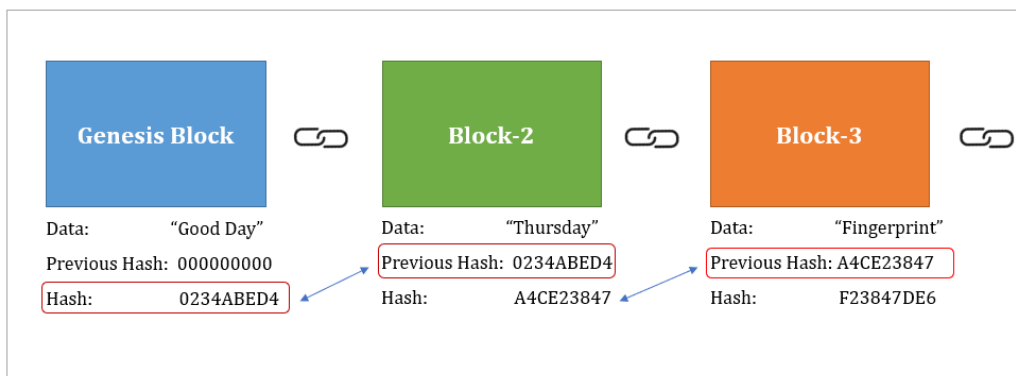 Genesis Block
Data: “Good Day”
Previous Hash: 000000000
Hash: 0234ABED4
Block-2
Data: “Thursday”
Previous Hash: 0234ABED4
Hash: A4CE23847
Block-3
Data: “Fingerprint”
Previous Hash: A4CE23847
Hash: F23847DE6